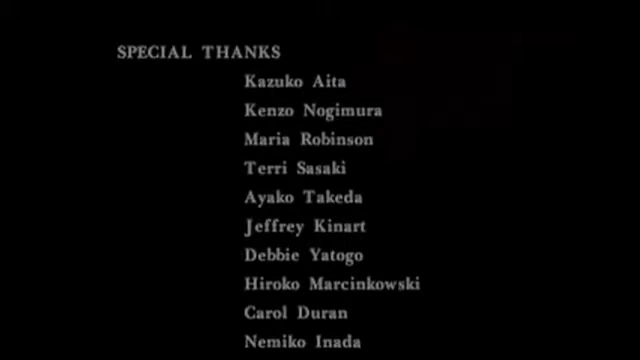 SPECIAL THANKS
Kazuko Aita
Kenzo Nogimura
Maria Robinson
Terri Sasaki
Ayako Takeda
Jeffrey Kinart
Debbie Yatogo
Hiroko Marcinkowski
Carol Duran
Nemiko Inada